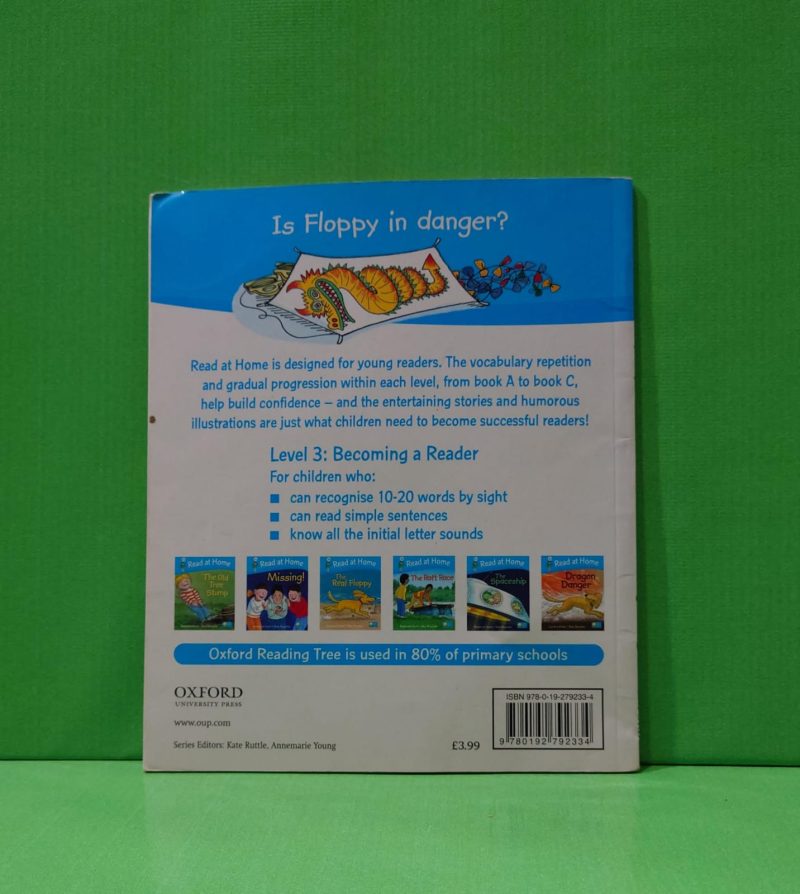 Is Floppy in danger?
Read at Home is designed for young readers. The vocabulary repetition
and gradual progression within each level, from book A to book C,
help build confidence – and the entertaining stories and humorous
illustrations are just what children need to become successful readers!
Level 3: Becoming a Reader
For children who:
■ can recognise 10-20 words by sight
■ can read simple sentences
■ know all the initial letter sounds
Read at Home
The Old
Tree
Stump
Read at Home
Missing!
Read at Home
The
Real Floppy
Read at Home
The Raft Race
Read at Home
The
Spaceship
Read at Home
Dragon
Danger
Oxford Reading Tree is used in 80% of primary schools
OXFORD
UNIVERSITY PRESS
www.oup.com
Series Editors: Kate Ruttle, Annemarie Young
£3.99
ISBN 978-0-19-279233-4
9 780192 792334